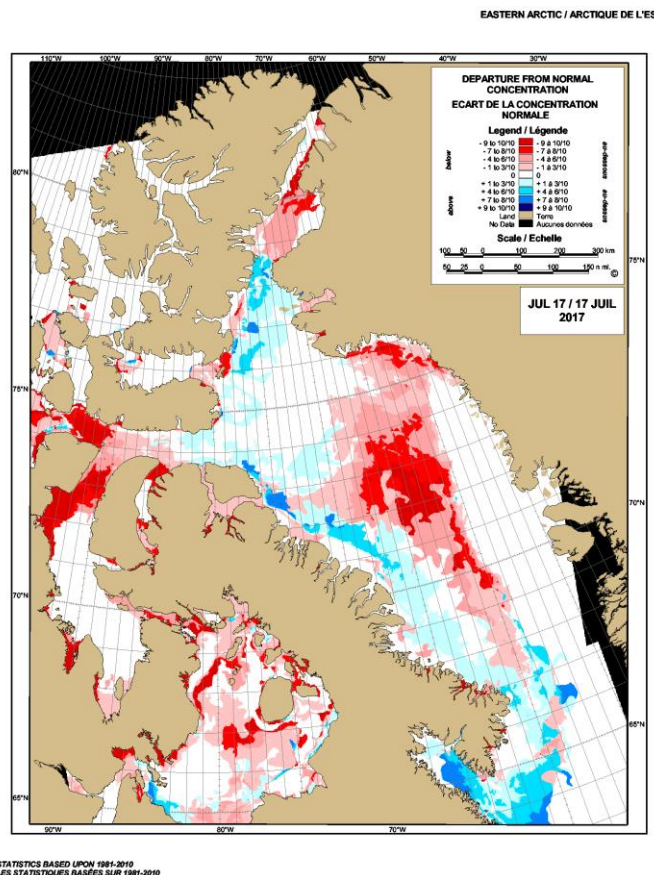 EASTERN ARCTIC / ARCTIQUE DE L'ES
110°W 100°W 90°W 80°W 70°W 60°W 50°W 40°W 30°W
DEPARTURE FROM NORMAL
CONCENTRATION
ECART DE LA CONCENTRATION
NORMALE
Legend / Légende
below
- 9 to 10/10 - 9 à 10/10
- 7 to 8/10 - 7 à 8/10
- 4 to 6/10 - 4 à 6/10
- 1 to 3/10 - 1 à 3/10
0 0
above
+ 1 to 3/10 + 1 à 3/10
+ 4 to 6/10 + 4 à 6/10
+ 7 to 8/10 + 7 à 8/10
+ 9 to 10/10 + 9 à 10/10
au-dessous
au-dessus
Land Terre
No Data Aucunes données
Scale / Echelle
100 50 0 100 200 300 km
50 25 0 50 100 150 n mi.
©
JUL 17 / 17 JUIL
2017
80°N
75°N
75°N
70°N
70°N
65°N
65°N
90°W 80°W 70°W
STATISTICS BASED UPON 1981-2010
LES STATISTIQUES BASÉES SUR 1981-2010